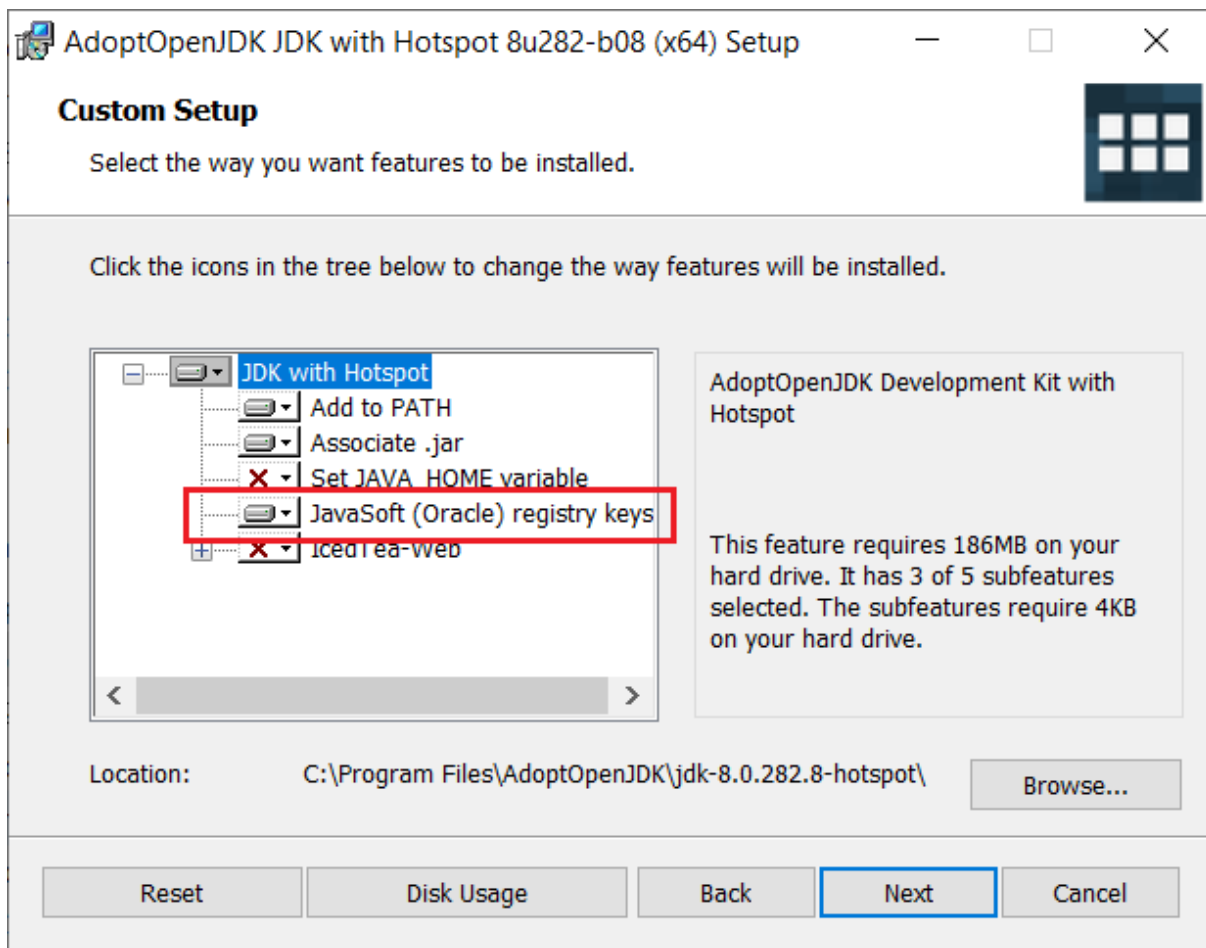 AdoptOpenJDK JDK with Hotspot 8u282-b08 (x64) Setup
Custom Setup
Select the way you want features to be installed.
Click the icons in the tree below to change the way features will be installed.
JDK with Hotspot
Add to PATH
Associate .jar
Set JAVA_HOME variable
JavaSoft (Oracle) registry keys
IcedTea-Web
AdoptOpenJDK Development Kit with
Hotspot
This feature requires 186MB on your
hard drive. It has 3 of 5 subfeatures
selected. The subfeatures require 4KB
on your hard drive.
Location: C:\Program Files\AdoptOpenJDK\jdk-8.0.282.8-hotspot\
Browse...
Reset Disk Usage Back Next Cancel